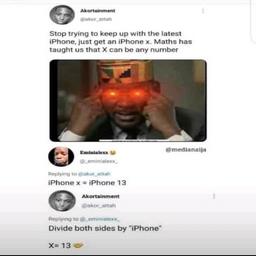 Akortainment
@akor_attah
Stop trying to keep up with the latest
iPhone, just get an iPhone x. Maths has
taught us that X can be any number
@medianaija
Eminialexx
@_eminialexx_
Replying to @akor_attah
iPhone x = iPhone 13
Akortainment
@akor_attah
Replying to @_eminialexx_
Divide both sides by "iPhone"
X= 13